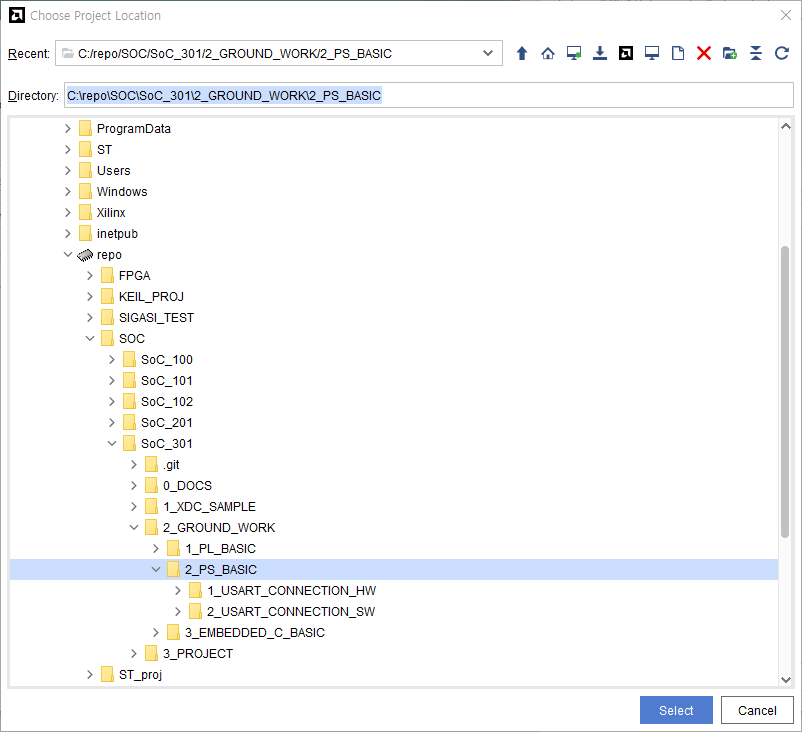 Choose Project Location
Recent: C:/repo/SOC/SoC_301/2_GROUND_WORK/2_PS_BASIC
Directory: C:\repo\SOC\SoC_301\2_GROUND_WORK\2_PS_BASIC
ProgramData
ST
Users
Windows
Xilinx
inetpub
repo
FPGA
KEIL_PROJ
SIGASI_TEST
SOC
SoC_100
SoC_101
SoC_102
SoC_201
SoC_301
.git
0_DOCS
1_XDC_SAMPLE
2_GROUND_WORK
1_PL_BASIC
2_PS_BASIC
1_USART_CONNECTION_HW
2_USART_CONNECTION_SW
3_EMBEDDED_C_BASIC
3_PROJECT
ST_proj
Select Cancel